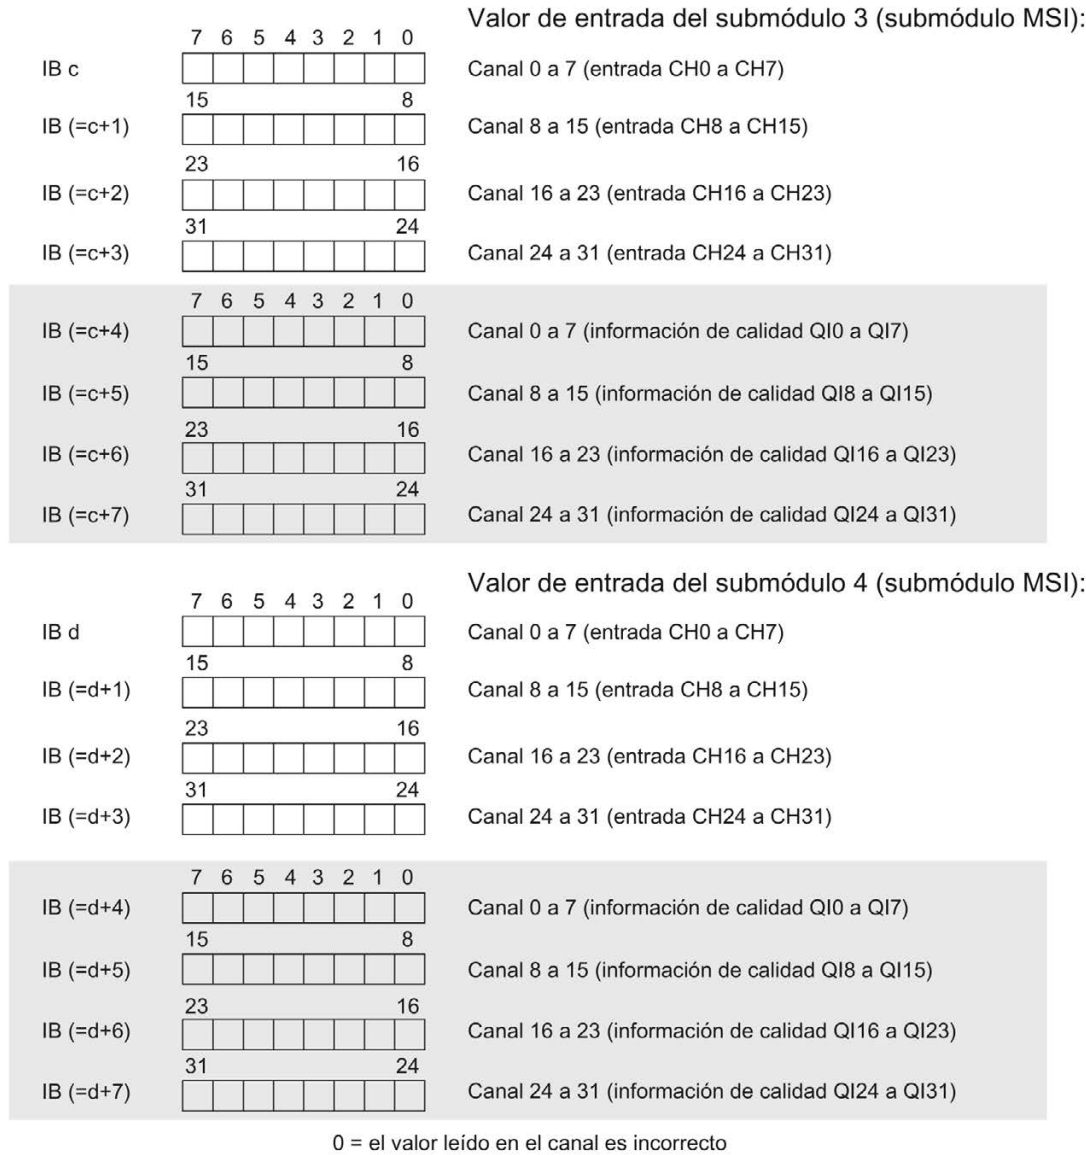 Valor de entrada del submódulo 3 (submódulo MSI):
7 6 5 4 3 2 1 0
IB c Canal 0 a 7 (entrada CH0 a CH7)
15 8
IB (=c+1) Canal 8 a 15 (entrada CH8 a CH15)
23 16
IB (=c+2) Canal 16 a 23 (entrada CH16 a CH23)
31 24
IB (=c+3) Canal 24 a 31 (entrada CH24 a CH31)
7 6 5 4 3 2 1 0
IB (=c+4) Canal 0 a 7 (información de calidad QI0 a QI7)
15 8
IB (=c+5) Canal 8 a 15 (información de calidad QI8 a QI15)
23 16
IB (=c+6) Canal 16 a 23 (información de calidad QI16 a QI23)
31 24
IB (=c+7) Canal 24 a 31 (información de calidad QI24 a QI31)
Valor de entrada del submódulo 4 (submódulo MSI):
7 6 5 4 3 2 1 0
IB d Canal 0 a 7 (entrada CH0 a CH7)
15 8
IB (=d+1) Canal 8 a 15 (entrada CH8 a CH15)
23 16
IB (=d+2) Canal 16 a 23 (entrada CH16 a CH23)
31 24
IB (=d+3) Canal 24 a 31 (entrada CH24 a CH31)
7 6 5 4 3 2 1 0
IB (=d+4) Canal 0 a 7 (información de calidad QI0 a QI7)
15 8
IB (=d+5) Canal 8 a 15 (información de calidad QI8 a QI15)
23 16
IB (=d+6) Canal 16 a 23 (información de calidad QI16 a QI23)
31 24
IB (=d+7) Canal 24 a 31 (información de calidad QI24 a QI31)
0 = el valor leído en el canal es incorrecto